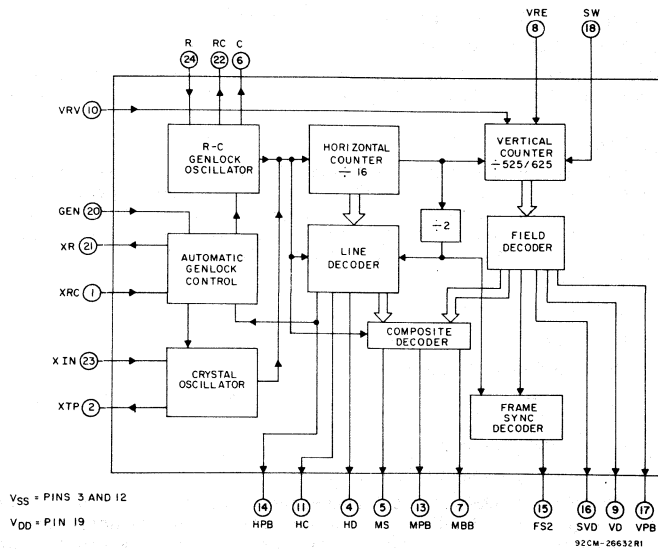 R
24
RC
22
C
6
VRE
8
SW
18
VRV 10
R-C
GENLOCK
OSCILLATOR
HORIZONTAL
COUNTER
÷ 16
VERTICAL
COUNTER
÷ 525/625
GEN 20
XR 21
XRC 1
AUTOMATIC
GENLOCK
CONTROL
LINE
DECODER
÷2
FIELD
DECODER
COMPOSITE
DECODER
XIN 23
XTP 2
CRYSTAL
OSCILLATOR
FRAME
SYNC
DECODER
VSS = PINS 3 AND 12
VDD = PIN 19
14
HPB
11
HC
4
HD
5
MS
13
MPB
7
MBB
15
FS2
16
SVD
9
VD
17
VPB
92CM-26632R1